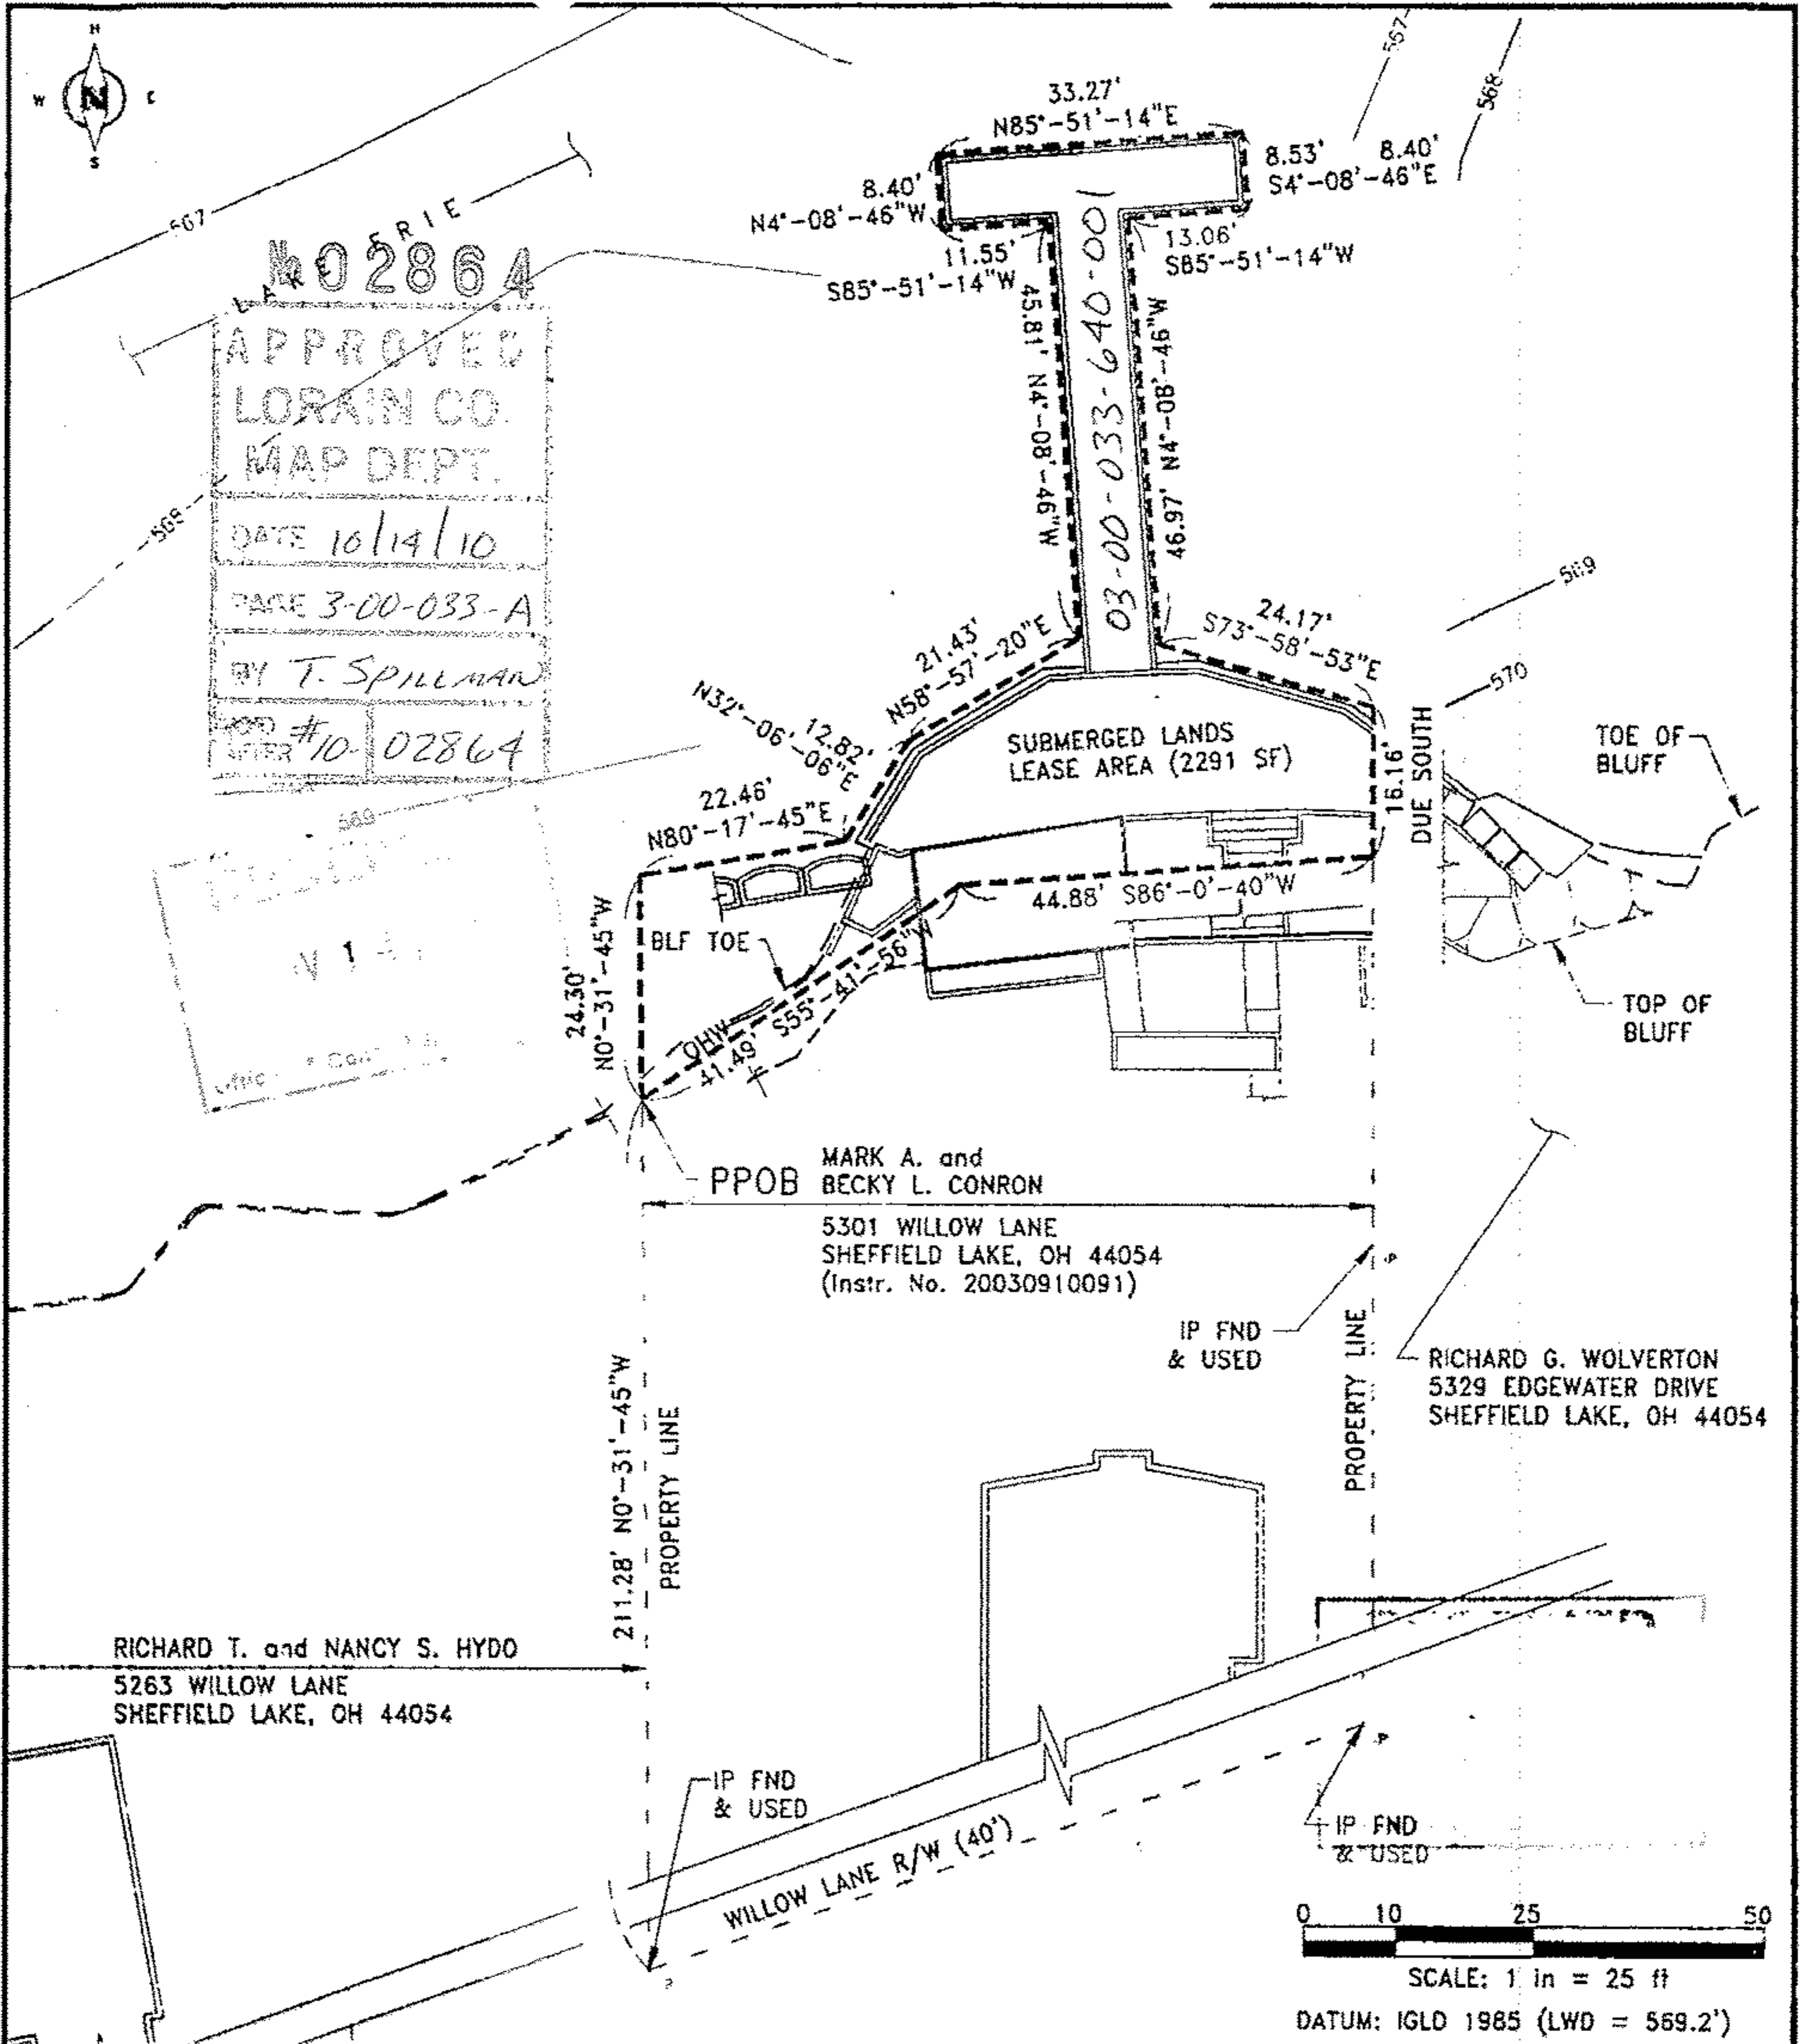 N
W N E
S
567
568
33.27'
N85°-51'-14"E
8.53' 8.40'
S4°-08'-46"E
8.40'
N4°-08'-46"W
11.55'
S85°-51'-14"W
13.06'
S85°-51'-14"W
567
LAKE ERIE
No 02864
APPROVED
LORAIN CO.
MAP DEPT.
DATE 10/14/10
PAGE 3-00-033-A
BY T. SPILLMAN
#10- 02864
568
569
45.81' N4°-08'-46"W
03-00-033-640-001
46.97' N4°-08'-46"W
24.17'
S73°-58'-53"E
569
570
21.43'
N58°-57'-20"E
12.82'
N32°-06'-06"E
22.46'
N80°-17'-45"E
SUBMERGED LANDS
LEASE AREA (2291 SF)
16.16'
DUE SOUTH
TOE OF
BLUFF
44.88' S86°-0'-40"W
BLF TOE
24.30'
N0°-31'-45"W
OHW
41.49' S55°-41'-56"W
TOP OF
BLUFF
PPOB
MARK A. and
BECKY L. CONRON
5301 WILLOW LANE
SHEFFIELD LAKE, OH 44054
(Instr. No. 20030910091)
IP FND
& USED
PROPERTY LINE
RICHARD G. WOLVERTON
5329 EDGEWATER DRIVE
SHEFFIELD LAKE, OH 44054
211.28' N0°-31'-45"W
PROPERTY LINE
RICHARD T. and NANCY S. HYDO
5263 WILLOW LANE
SHEFFIELD LAKE, OH 44054
IP FND
& USED
WILLOW LANE R/W (40')
IP FND
& USED
0 10 25 50
SCALE: 1 in = 25 ft
DATUM: IGLD 1985 (LWD = 569.2')